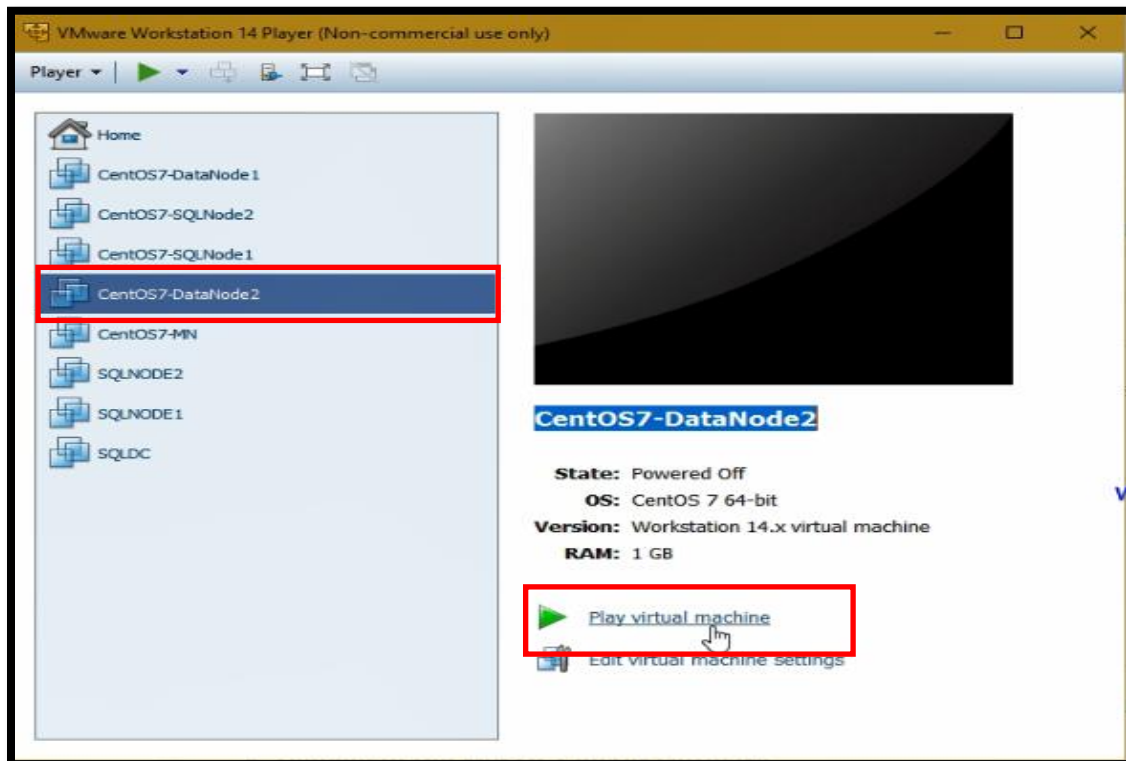 VMware Workstation 14 Player (Non-commercial use only)
Player
Home
CentOS7-DataNode1
CentOS7-SQLNode2
CentOS7-SQLNode1
CentOS7-DataNode2
CentOS7-MN
SQLNODE2
SQLNODE1
SQLDC
CentOS7-DataNode2
State: Powered Off
OS: CentOS 7 64-bit
Version: Workstation 14.x virtual machine
RAM: 1 GB
Play virtual machine
Edit virtual machine settings